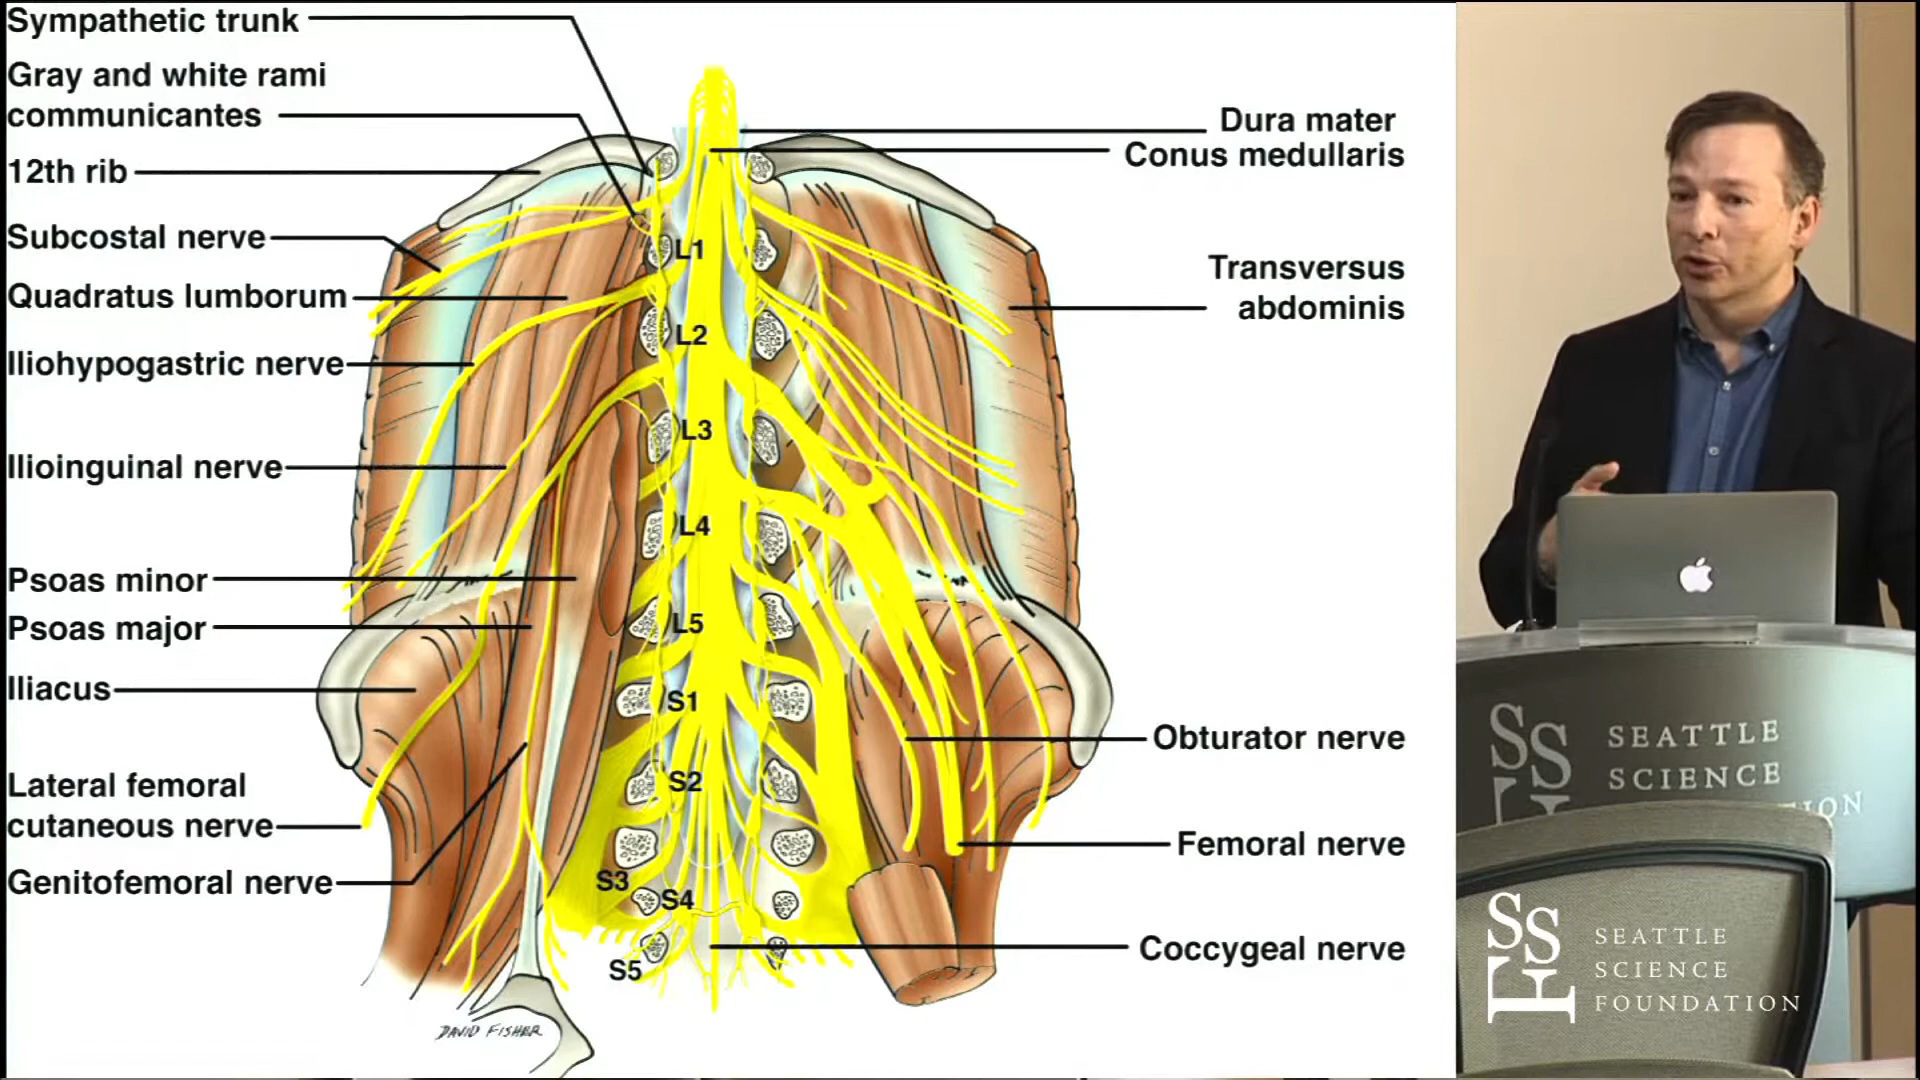 Sympathetic trunk
Gray and white rami
communicantes
12th rib
Subcostal nerve
Quadratus lumborum
Iliohypogastric nerve
Ilioinguinal nerve
Psoas minor
Psoas major
Iliacus
Lateral femoral
cutaneous nerve
Genitofemoral nerve
L1
L2
L3
L4
L5
S1
S2
S3
S4
S5
DAVID FISHER
Dura mater
Conus medullaris
Transversus
abdominis
Obturator nerve
Femoral nerve
Coccygeal nerve
SSF
SEATTLE
SCIENCE
SSF
SEATTLE
SCIENCE
FOUNDATION